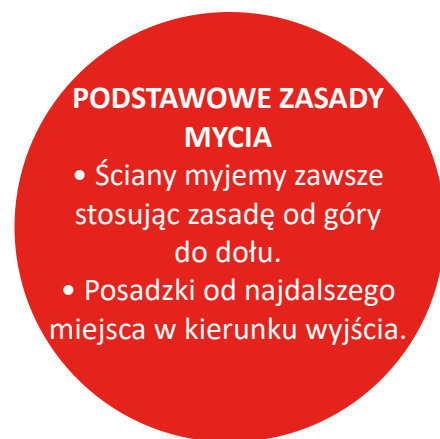 PODSTAWOWE ZASADY
MYCIA
• Ściany myjemy zawsze
stosując zasadę od góry
do dołu.
• Posadzki od najdalszego
miejsca w kierunku wyjścia.